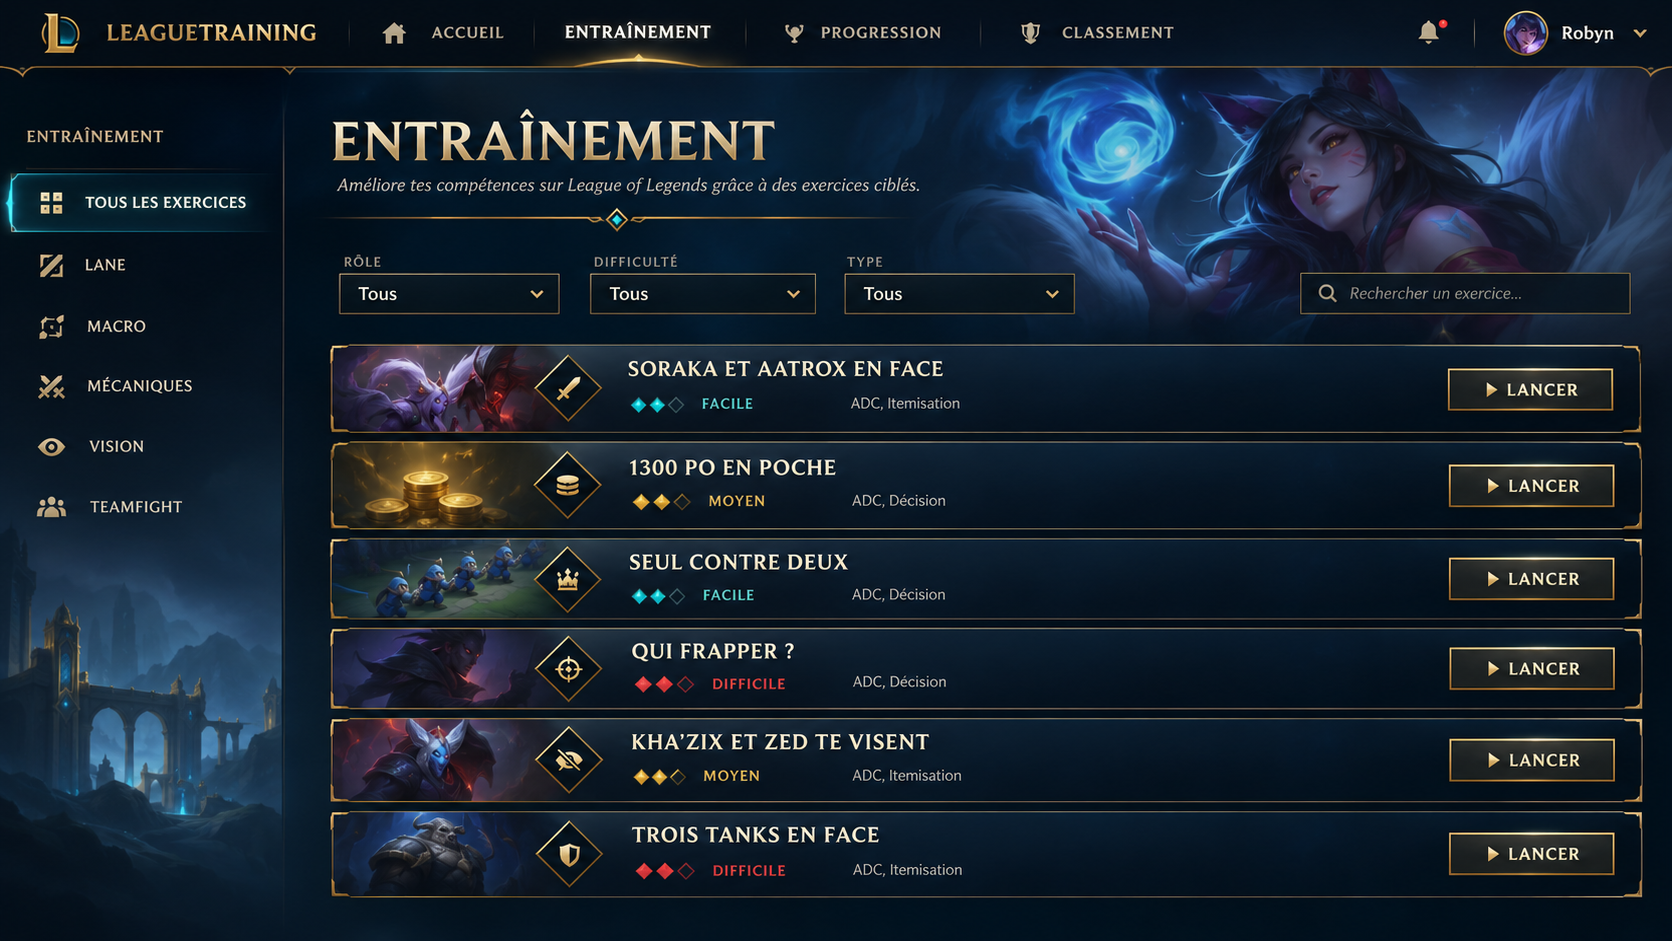 LEAGUETRAINING
ACCUEIL
ENTRAÎNEMENT
PROGRESSION
CLASSEMENT
Robyn
ENTRAÎNEMENT
TOUS LES EXERCICES
LANE
MACRO
MÉCANIQUES
VISION
TEAMFIGHT
ENTRAÎNEMENT
Améliore tes compétences sur League of Legends grâce à des exercices ciblés.
RÔLE
Tous
DIFFICULTÉ
Tous
TYPE
Tous
Rechercher un exercice...
SORAKA ET AATROX EN FACE
FACILE
ADC, Itemisation
LANCER
1300 PO EN POCHE
MOYEN
ADC, Décision
LANCER
SEUL CONTRE DEUX
FACILE
ADC, Décision
LANCER
QUI FRAPPER ?
DIFFICILE
ADC, Décision
LANCER
KHA'ZIX ET ZED TE VISENT
MOYEN
ADC, Itemisation
LANCER
TROIS TANKS EN FACE
DIFFICILE
ADC, Itemisation
LANCER